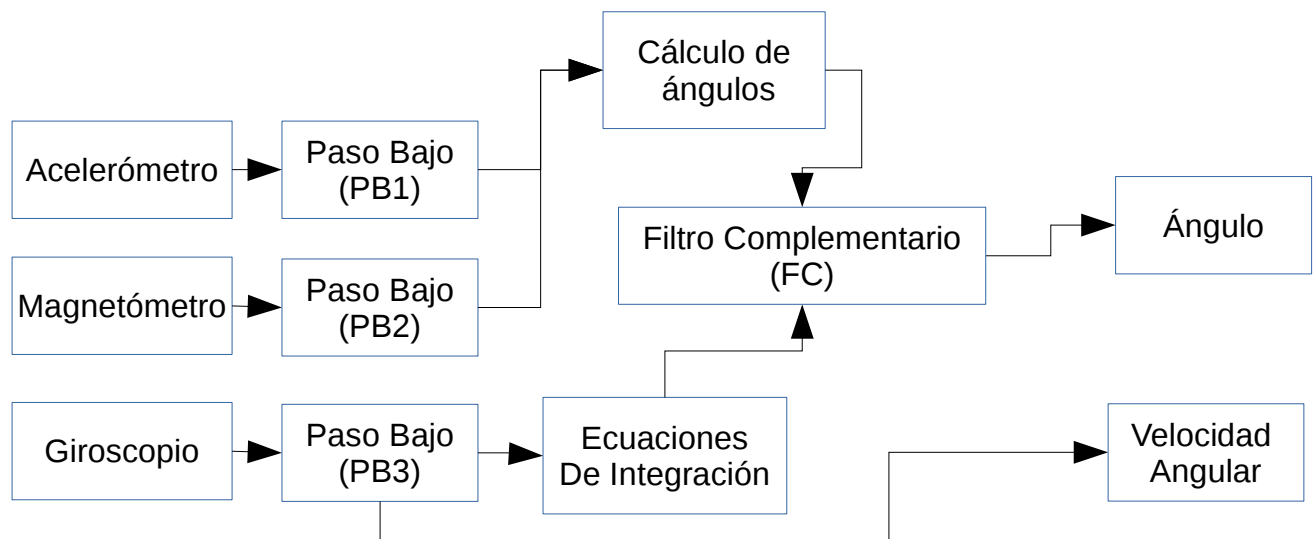 Cálculo de
ángulos
Acelerómetro
Paso Bajo
(PB1)
Filtro Complementario
(FC)
Ángulo
Magnetómetro
Paso Bajo
(PB2)
Giroscopio
Paso Bajo
(PB3)
Ecuaciones
De Integración
Velocidad
Angular